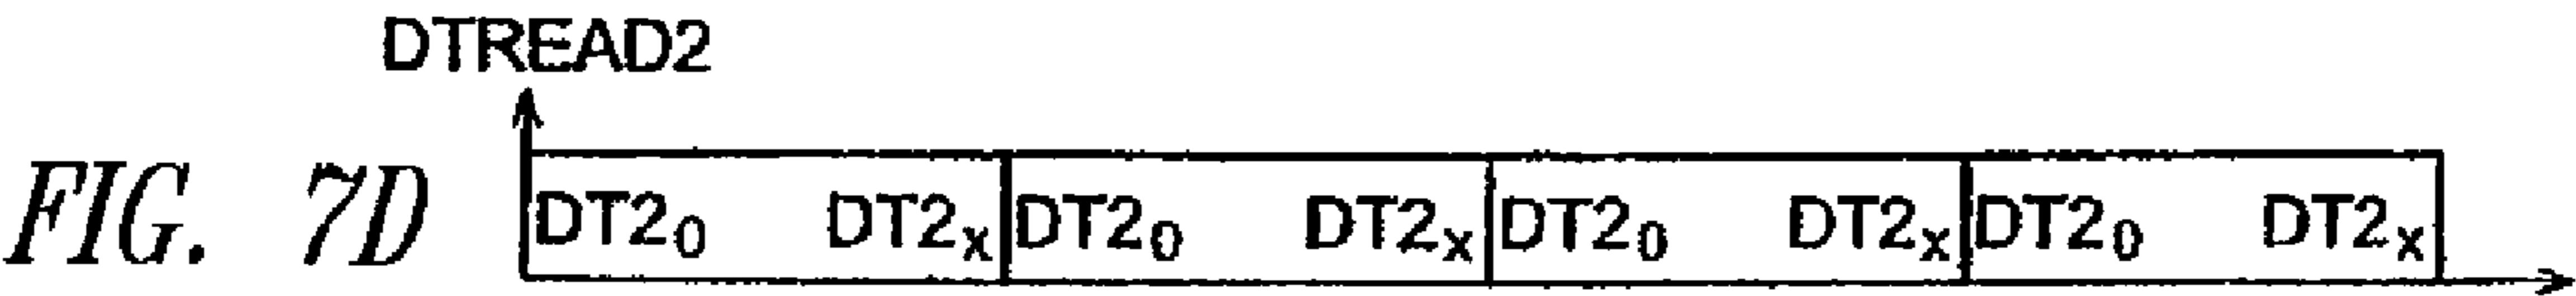 DTREAD2
FIG. 7D
DT2₀ DT2ₓ DT2₀ DT2ₓ DT2₀ DT2ₓ DT2₀ DT2ₓ